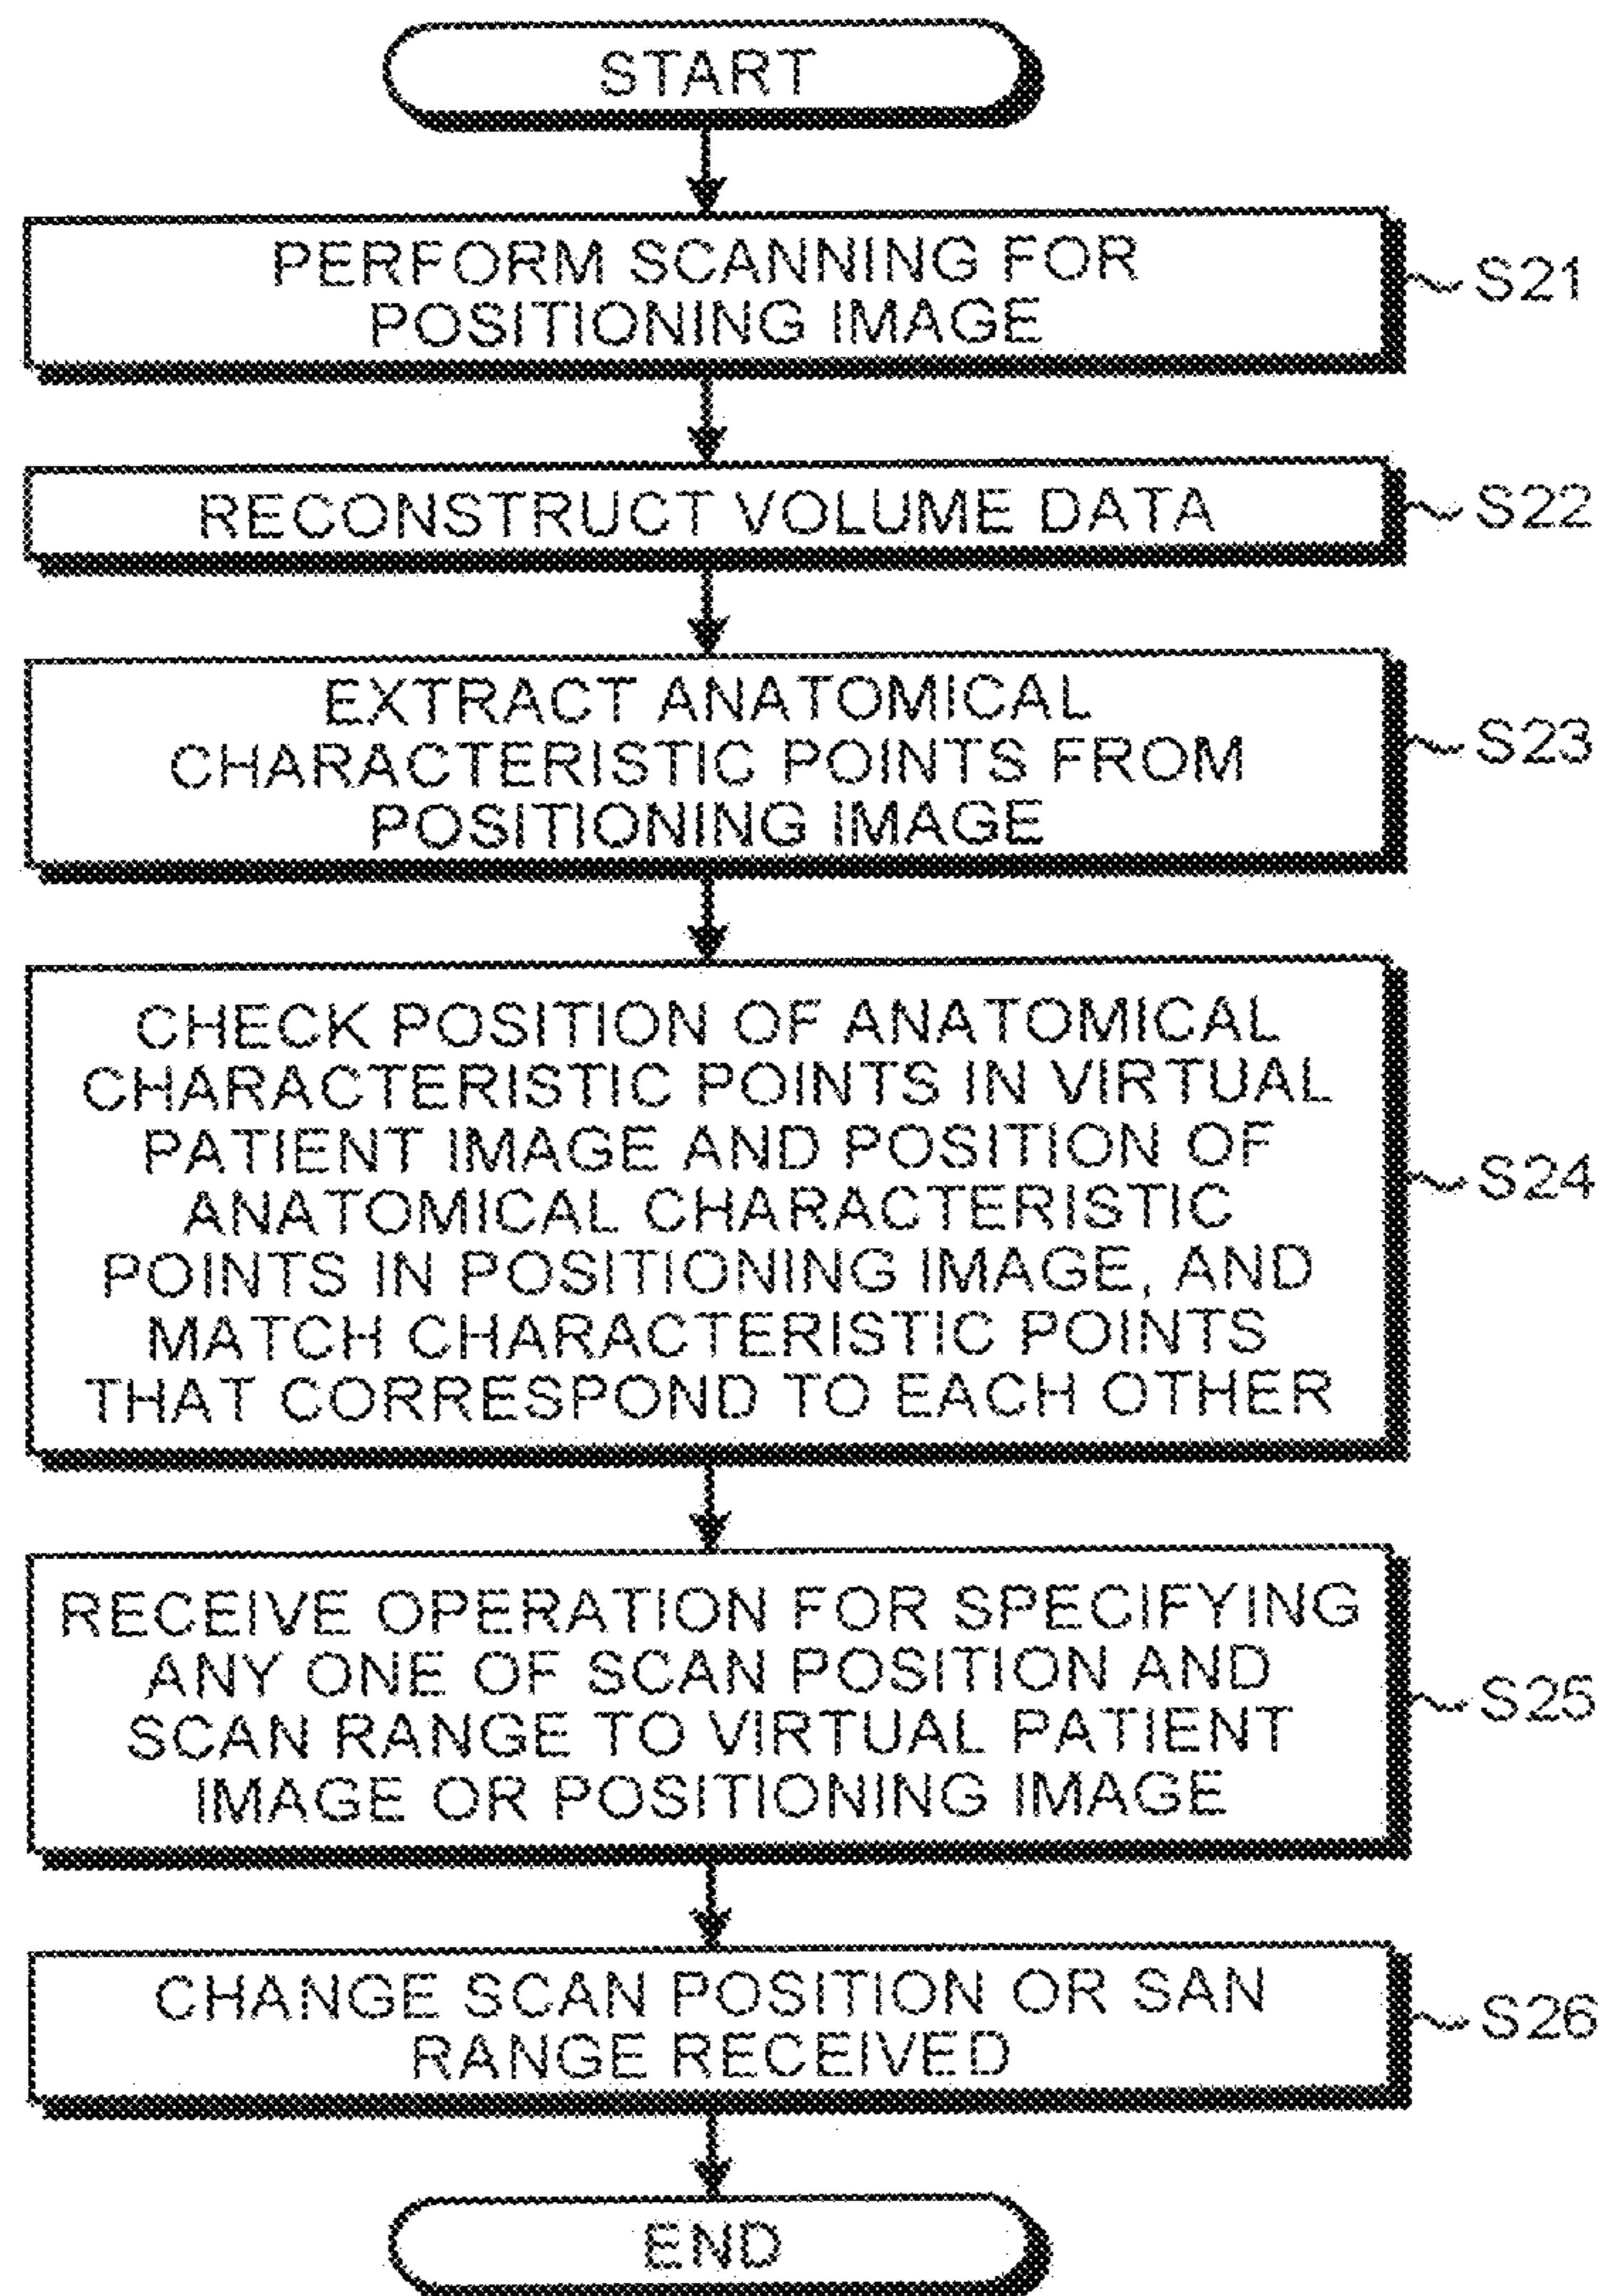 START
PERFORM SCANNING FOR
POSITIONING IMAGE
S21
RECONSTRUCT VOLUME DATA
S22
EXTRACT ANATOMICAL
CHARACTERISTIC POINTS FROM
POSITIONING IMAGE
S23
CHECK POSITION OF ANATOMICAL
CHARACTERISTIC POINTS IN VIRTUAL
PATIENT IMAGE AND POSITION OF
ANATOMICAL CHARACTERISTIC
POINTS IN POSITIONING IMAGE, AND
MATCH CHARACTERISTIC POINTS
THAT CORRESPOND TO EACH OTHER
S24
RECEIVE OPERATION FOR SPECIFYING
ANY ONE OF SCAN POSITION AND
SCAN RANGE TO VIRTUAL PATIENT
IMAGE OR POSITIONING IMAGE
S25
CHANGE SCAN POSITION OR SAN
RANGE RECEIVED
S26
END